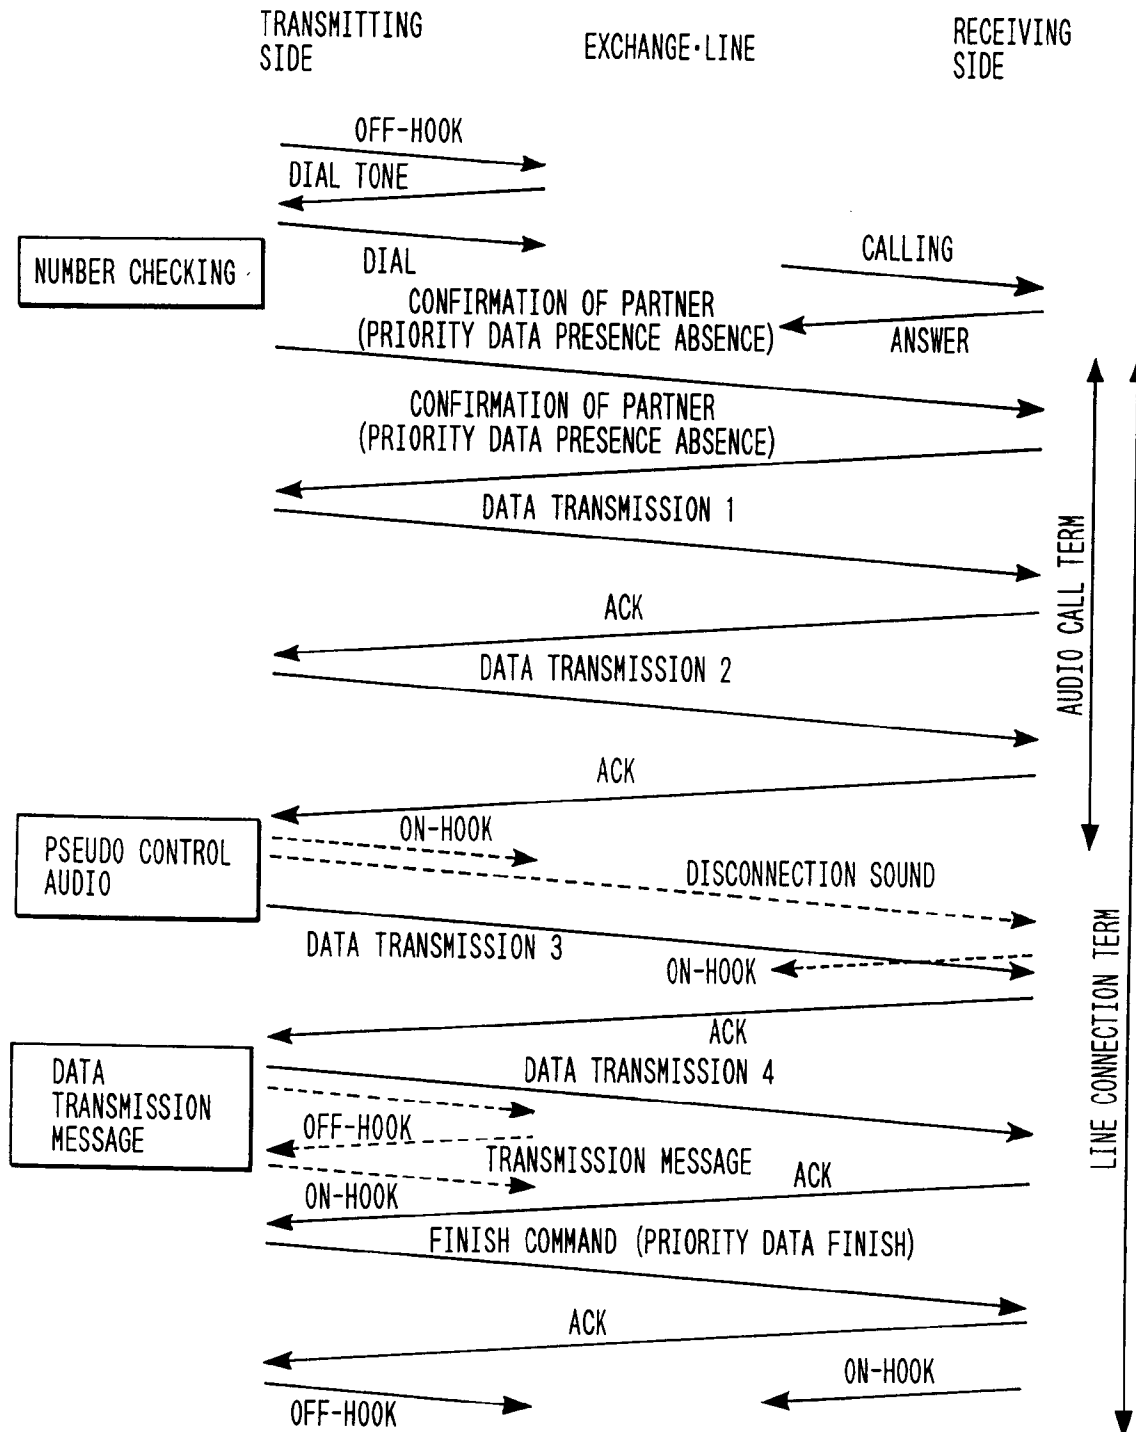 TRANSMITTING
SIDE
EXCHANGE·LINE
RECEIVING
SIDE
OFF-HOOK
DIAL TONE
NUMBER CHECKING
DIAL
CALLING
CONFIRMATION OF PARTNER
(PRIORITY DATA PRESENCE ABSENCE)
ANSWER
CONFIRMATION OF PARTNER
(PRIORITY DATA PRESENCE ABSENCE)
DATA TRANSMISSION 1
ACK
AUDIO CALL TERM
DATA TRANSMISSION 2
ACK
ON-HOOK
PSEUDO CONTROL
AUDIO
DISCONNECTION SOUND
DATA TRANSMISSION 3
ON-HOOK
LINE CONNECTION TERM
ACK
DATA
TRANSMISSION
MESSAGE
DATA TRANSMISSION 4
OFF-HOOK
TRANSMISSION MESSAGE
ACK
ON-HOOK
FINISH COMMAND (PRIORITY DATA FINISH)
ACK
ON-HOOK
OFF-HOOK